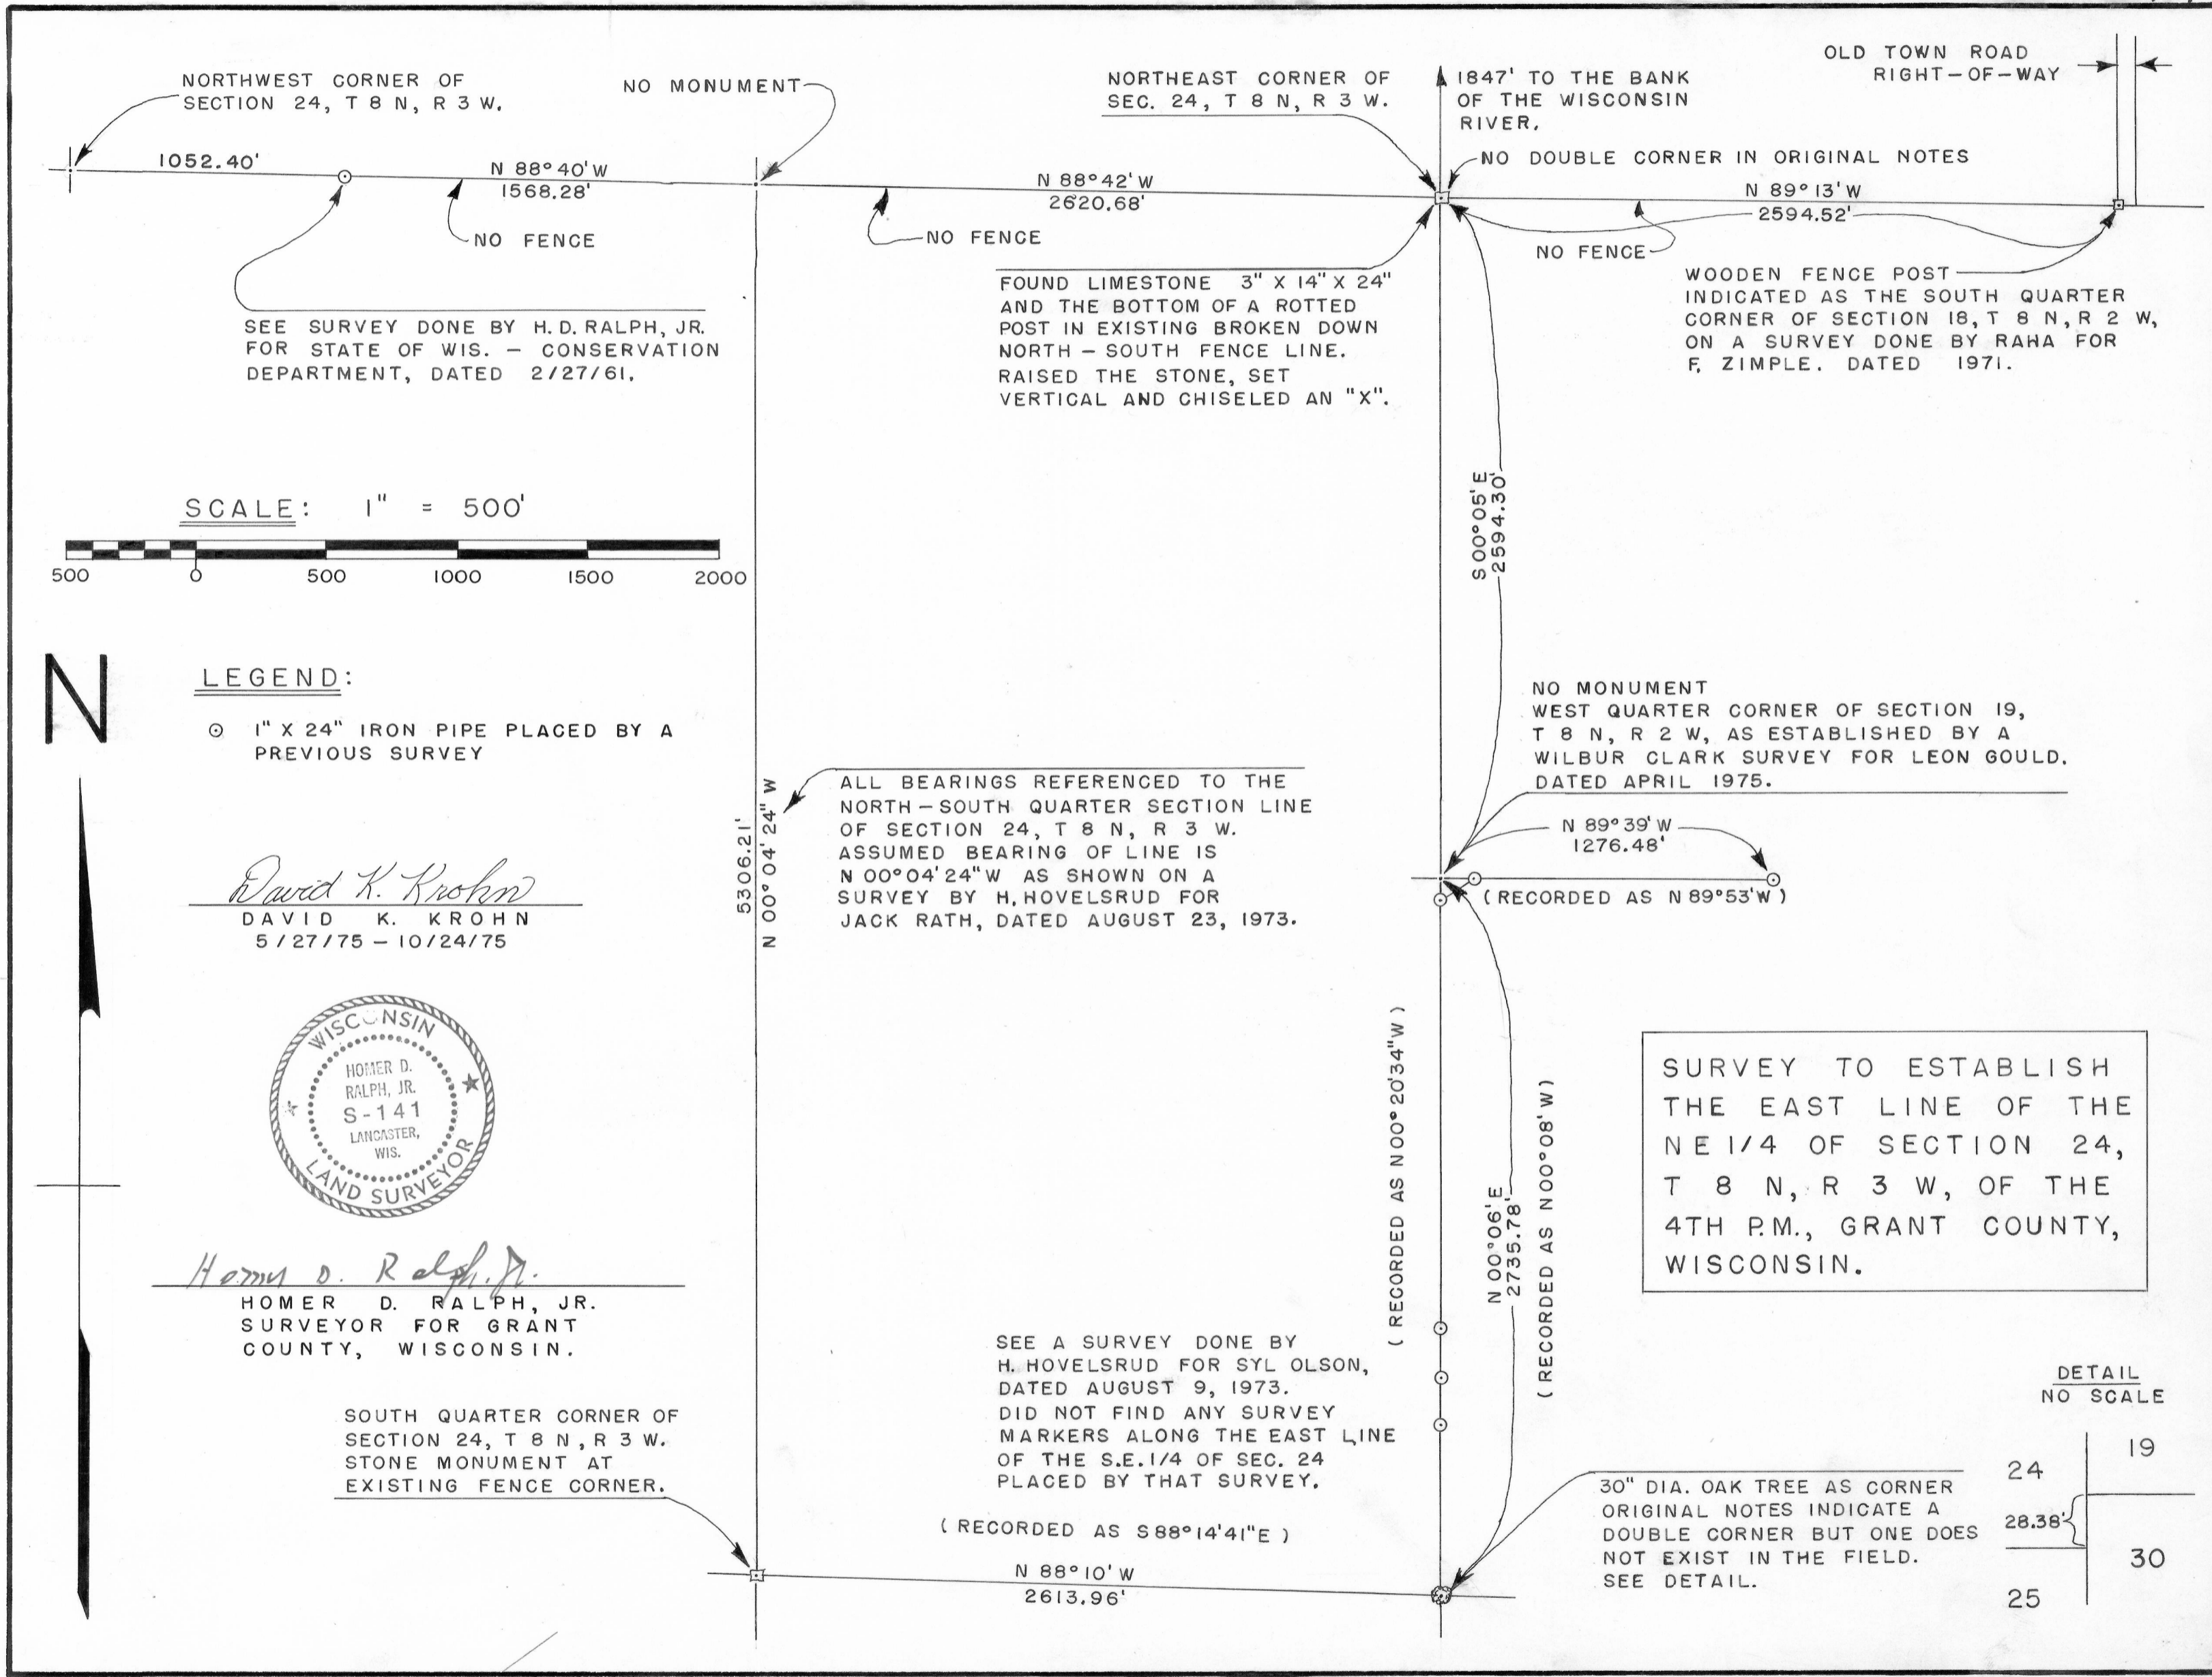 NORTHWEST CORNER OF
SECTION 24, T 8 N, R 3 W.
NO MONUMENT
NORTHEAST CORNER OF
SEC. 24, T 8 N, R 3 W.
1847' TO THE BANK
OF THE WISCONSIN
RIVER.
OLD TOWN ROAD
RIGHT-OF-WAY
NO DOUBLE CORNER IN ORIGINAL NOTES
1052.40'
N 88°40'W
1568.28'
N 88°42'W
2620.68'
N 89°13'W
2594.52'
NO FENCE
NO FENCE
NO FENCE
SEE SURVEY DONE BY H.D. RALPH, JR.
FOR STATE OF WIS. - CONSERVATION
DEPARTMENT, DATED 2/27/61.
FOUND LIMESTONE 3" X 14" X 24"
AND THE BOTTOM OF A ROTTED
POST IN EXISTING BROKEN DOWN
NORTH - SOUTH FENCE LINE.
RAISED THE STONE, SET
VERTICAL AND CHISELED AN "X".
WOODEN FENCE POST
INDICATED AS THE SOUTH QUARTER
CORNER OF SECTION 18, T 8 N, R 2 W,
ON A SURVEY DONE BY RAHA FOR
F. ZIMPLE. DATED 1971.
SCALE: 1" = 500'
500 0 500 1000 1500 2000
S 00°05'E
2594.30'
N
LEGEND:
1" X 24" IRON PIPE PLACED BY A
PREVIOUS SURVEY
NO MONUMENT
WEST QUARTER CORNER OF SECTION 19,
T 8 N, R 2 W, AS ESTABLISHED BY A
WILBUR CLARK SURVEY FOR LEON GOULD.
DATED APRIL 1975.
5306.21'
N 00°04'24" W
ALL BEARINGS REFERENCED TO THE
NORTH-SOUTH QUARTER SECTION LINE
OF SECTION 24, T 8 N, R 3 W.
ASSUMED BEARING OF LINE IS
N 00°04'24"W AS SHOWN ON A
SURVEY BY H. HOVELSRUD FOR
JACK RATH, DATED AUGUST 23, 1973.
N 89°39'W
1276.48'
(RECORDED AS N 89°53'W)
David K. Krohn
DAVID K. KROHN
5/27/75 - 10/24/75
WISCONSIN
HOMER D.
RALPH, JR.
S-141
LANCASTER,
WIS.
LAND SURVEYOR
Homer D. Ralph, Jr.
HOMER D. RALPH, JR.
SURVEYOR FOR GRANT
COUNTY, WISCONSIN.
(RECORDED AS N 00°20'34"W)
N 00°06'E
2735.78'
(RECORDED AS N 00°08'W)
SURVEY TO ESTABLISH
THE EAST LINE OF THE
NE 1/4 OF SECTION 24,
T 8 N, R 3 W, OF THE
4TH P.M., GRANT COUNTY,
WISCONSIN.
SEE A SURVEY DONE BY
H. HOVELSRUD FOR SYL OLSON,
DATED AUGUST 9, 1973.
DID NOT FIND ANY SURVEY
MARKERS ALONG THE EAST LINE
OF THE S.E. 1/4 OF SEC. 24
PLACED BY THAT SURVEY.
SOUTH QUARTER CORNER OF
SECTION 24, T 8 N, R 3 W.
STONE MONUMENT AT
EXISTING FENCE CORNER.
(RECORDED AS S 88°14'41"E)
N 88°10'W
2613.96'
30" DIA. OAK TREE AS CORNER
ORIGINAL NOTES INDICATE A
DOUBLE CORNER BUT ONE DOES
NOT EXIST IN THE FIELD.
SEE DETAIL.
DETAIL
NO SCALE
19
24
28.38'
30
25